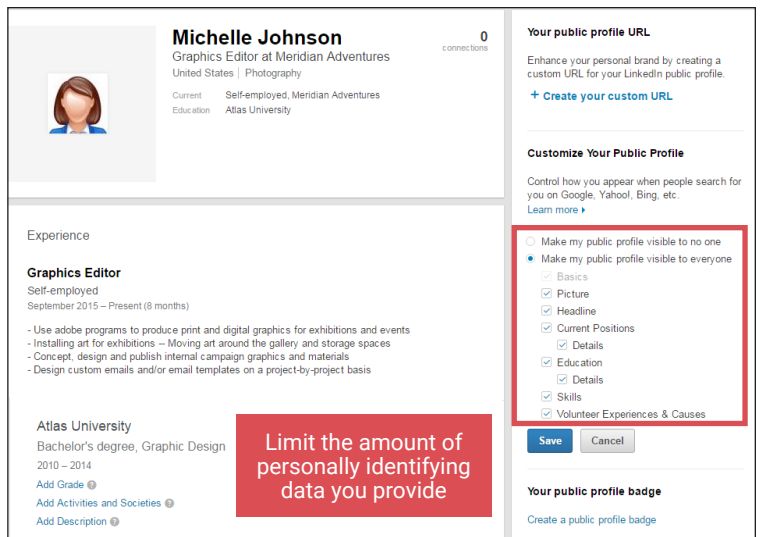 Michelle Johnson
Graphics Editor at Meridian Adventures
United States | Photography
Current Self-employed, Meridian Adventures
Education Atlas University
0
connections
Experience
Graphics Editor
Self-employed
September 2015 – Present (8 months)
- Use adobe programs to produce print and digital graphics for exhibitions and events
- Installing art for exhibitions -- Moving art around the gallery and storage spaces
- Concept, design and publish internal campaign graphics and materials
- Design custom emails and/or email templates on a project-by-project basis
Atlas University
Bachelor's degree, Graphic Design
2010 – 2014
Add Grade ?
Add Activities and Societies ?
Add Description ?
Limit the amount of
personally identifying
data you provide
Your public profile URL
Enhance your personal brand by creating a
custom URL for your LinkedIn public profile.
+ Create your custom URL
Customize Your Public Profile
Control how you appear when people search for
you on Google, Yahoo!, Bing, etc.
Learn more
Make my public profile visible to no one
Make my public profile visible to everyone
Basics
Picture
Headline
Current Positions
Details
Education
Details
Skills
Volunteer Experiences & Causes
Save Cancel
Your public profile badge
Create a public profile badge